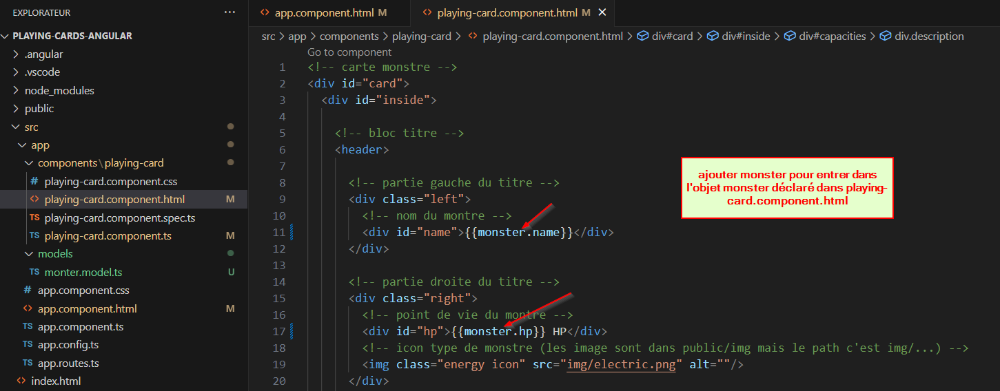 EXPLORATEUR ···
PLAYING-CARDS-ANGULAR
.angular
.vscode
node_modules
public
src
app
components\playing-card
# playing-card.component.css
<> playing-card.component.html M
TS playing-card.component.spec.ts
TS playing-card.component.ts M
models
TS monter.model.ts U
# app.component.css
<> app.component.html M
TS app.component.ts
TS app.config.ts
TS app.routes.ts
<> index.html
<> app.component.html M
<> playing-card.component.html M ×
src > app > components > playing-card > <> playing-card.component.html > div#card > div#inside > div#capacities > div.description
Go to component
1 <!-- carte monstre -->
2 <div id="card">
3 <div id="inside">
4
5 <!-- bloc titre -->
6 <header>
7
8 <!-- partie gauche du titre -->
9 <div class="left">
10 <!-- nom du montre -->
11 <div id="name">{{monster.name}}</div>
12 </div>
13
14 <!-- partie droite du titre -->
15 <div class="right">
16 <!-- point de vie du montre -->
17 <div id="hp">{{monster.hp}} HP</div>
18 <!-- icon type de monstre (les image sont dans public/img mais le path c'est img/...) -->
19 <img class="energy icon" src="img/electric.png" alt=""/>
20 </div>
ajouter monster pour entrer dans
l'objet monster déclaré dans playing-
card.component.html